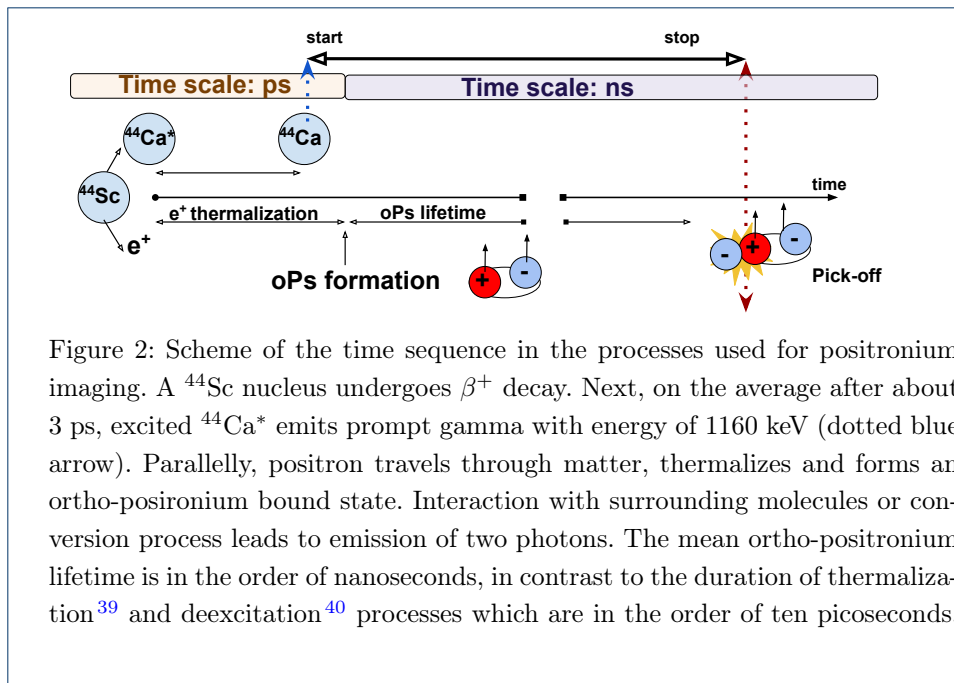 start stop
Time scale: ps Time scale: ns
⁴⁴Ca* ⁴⁴Ca
⁴⁴Sc
time
e⁺ thermalization oPs lifetime
e⁺
- + - - +
oPs formation
Pick-off
Figure 2: Scheme of the time sequence in the processes used for positronium
imaging. A ⁴⁴Sc nucleus undergoes β⁺ decay. Next, on the average after about
3 ps, excited ⁴⁴Ca* emits prompt gamma with energy of 1160 keV (dotted blue
arrow). Parallelly, positron travels through matter, thermalizes and forms an
ortho-posironium bound state. Interaction with surrounding molecules or con-
version process leads to emission of two photons. The mean ortho-positronium
lifetime is in the order of nanoseconds, in contrast to the duration of thermaliza-
tion³⁹ and deexcitation⁴⁰ processes which are in the order of ten picoseconds.